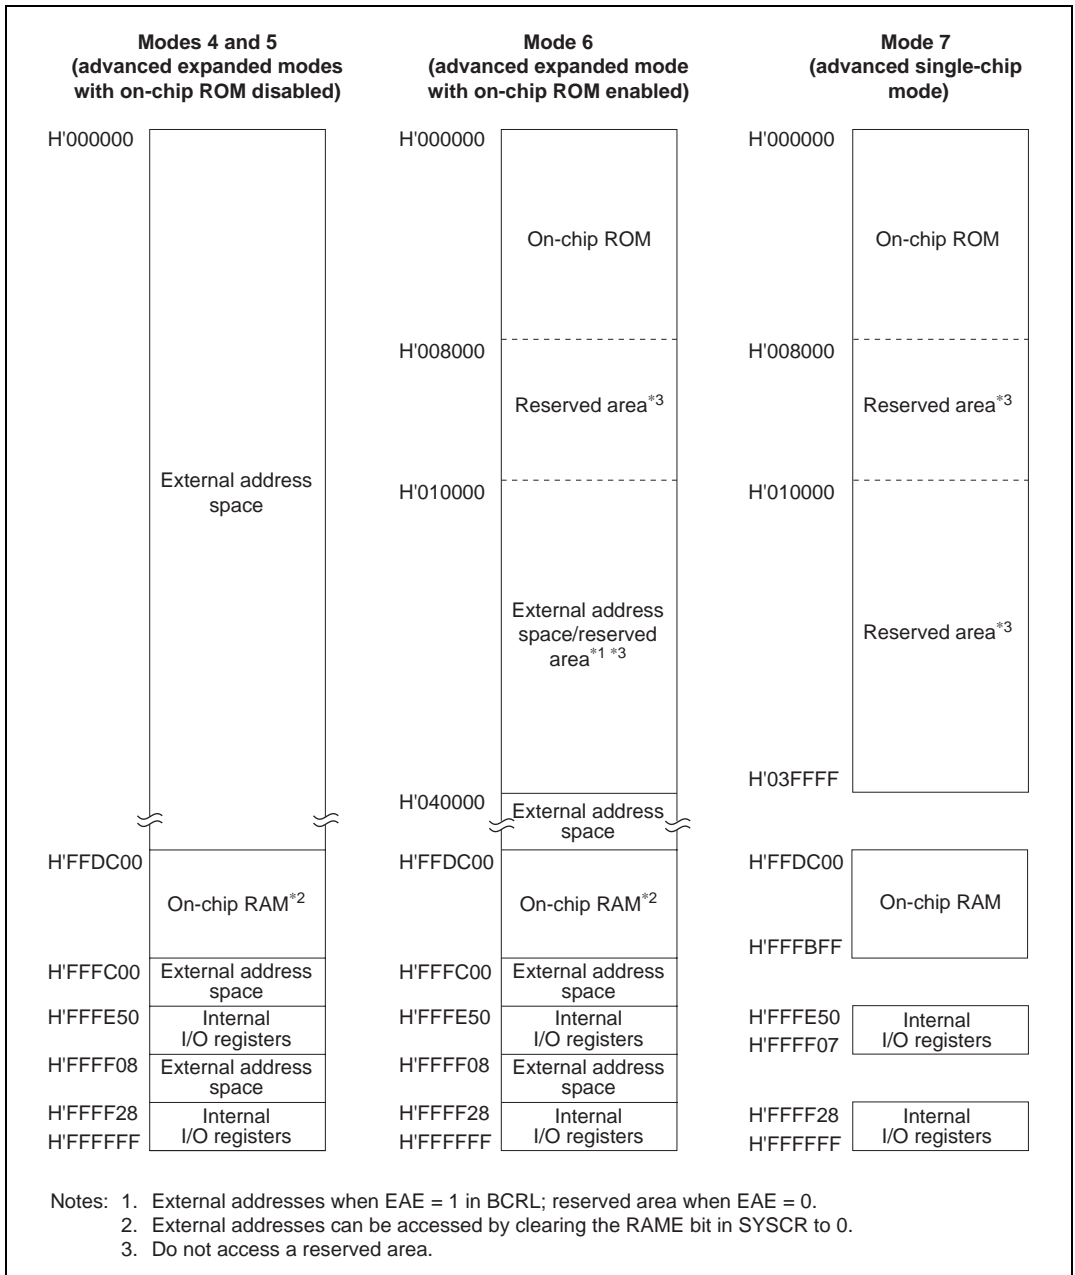 Modes 4 and 5
(advanced expanded modes
with on-chip ROM disabled)
H'000000
External address
space
H'FFDC00
On-chip RAM*2
H'FFFC00
External address
space
H'FFFE50
Internal
I/O registers
H'FFFF08
External address
space
H'FFFF28
Internal
I/O registers
H'FFFFFF
Mode 6
(advanced expanded mode
with on-chip ROM enabled)
H'000000
On-chip ROM
H'008000
Reserved area*3
H'010000
External address
space/reserved
area*1 *3
H'040000
External address
space
H'FFDC00
On-chip RAM*2
H'FFFC00
External address
space
H'FFFE50
Internal
I/O registers
H'FFFF08
External address
space
H'FFFF28
Internal
I/O registers
H'FFFFFF
Mode 7
(advanced single-chip
mode)
H'000000
On-chip ROM
H'008000
Reserved area*3
H'010000
Reserved area*3
H'03FFFF
H'FFDC00
On-chip RAM
H'FFFBFF
H'FFFE50
Internal
I/O registers
H'FFFF07
H'FFFF28
Internal
I/O registers
H'FFFFFF
Notes: 1. External addresses when EAE = 1 in BCRL; reserved area when EAE = 0.
2. External addresses can be accessed by clearing the RAME bit in SYSCR to 0.
3. Do not access a reserved area.